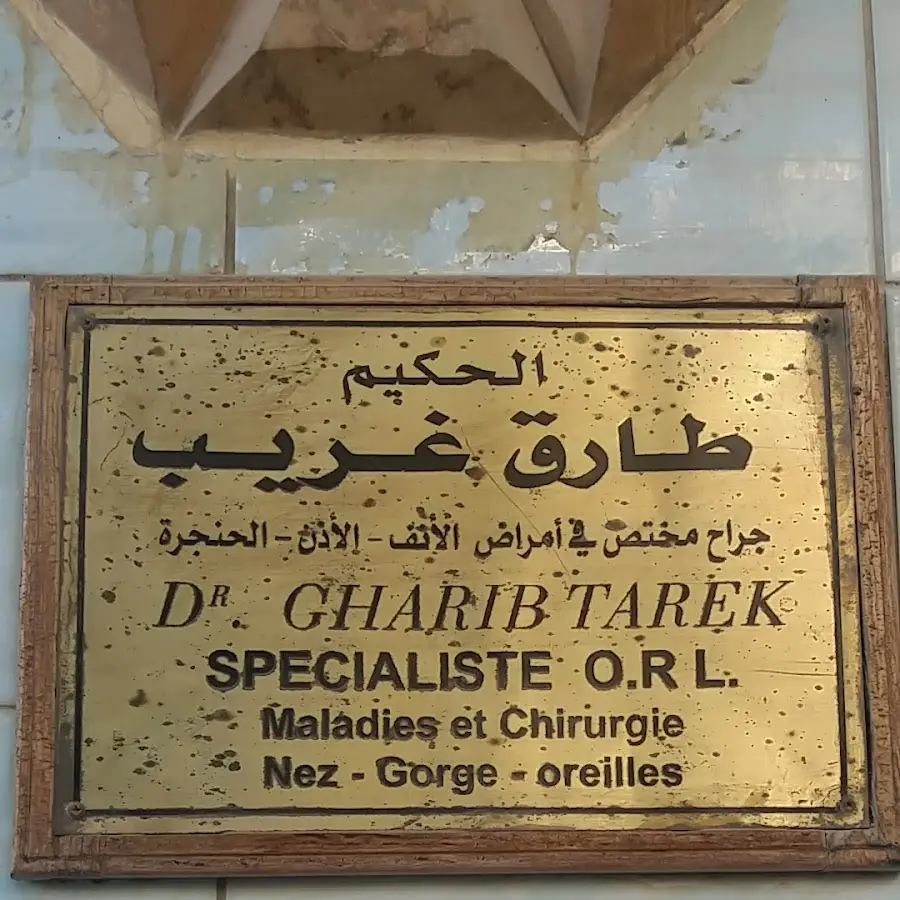 الحكيم
طارق غريب
جراح مختص في أمراض الأنف - الأذن - الحنجرة
DR GHARIB TAREK
SPECIALISTE O.R L.
Maladies et Chirurgie
Nez - Gorge - oreilles